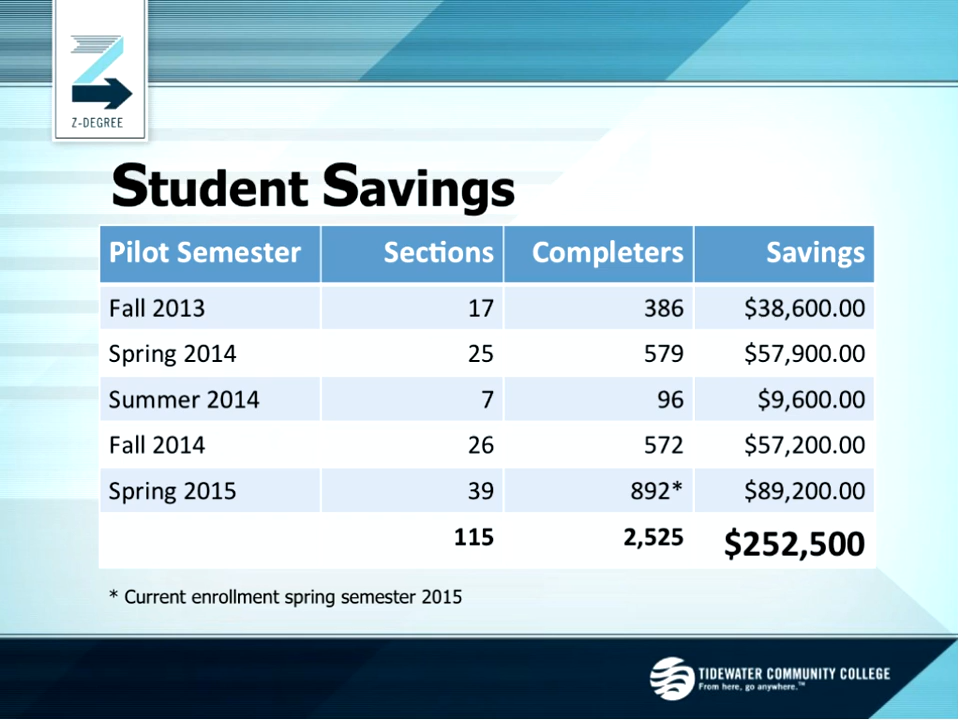 Z-DEGREE
Student Savings
Pilot Semester Sections Completers Savings
Fall 2013 17 386 $38,600.00
Spring 2014 25 579 $57,900.00
Summer 2014 7 96 $9,600.00
Fall 2014 26 572 $57,200.00
Spring 2015 39 892* $89,200.00
115 2,525 $252,500
* Current enrollment spring semester 2015
TIDEWATER COMMUNITY COLLEGE
From here, go anywhere.™